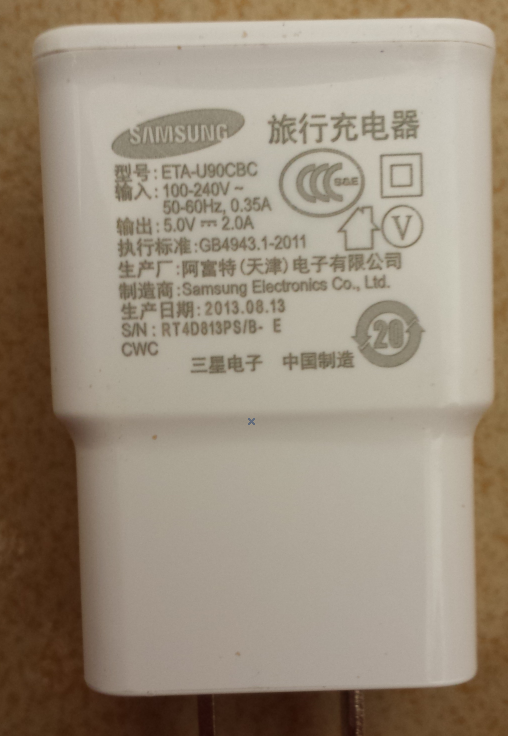 SAMSUNG 旅行充电器
型号: ETA-U90CBC
输入: 100-240V ~
50-60Hz, 0.35A
输出: 5.0V ⎓ 2.0A
执行标准: GB4943.1-2011
生产厂: 阿富特(天津)电子有限公司
制造商: Samsung Electronics Co., Ltd.
生产日期: 2013.08.13
S/N: RT4D813PS/B- E
CWC
三星电子 中国制造
CCC S&E
V
20